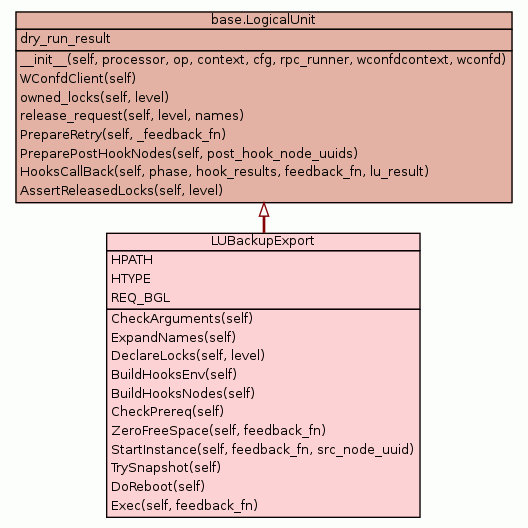 base.LogicalUnit
dry_run_result
__init__(self, processor, op, context, cfg, rpc_runner, wconfdcontext, wconfd)
WConfdClient(self)
owned_locks(self, level)
release_request(self, level, names)
PrepareRetry(self, _feedback_fn)
PreparePostHookNodes(self, post_hook_node_uuids)
HooksCallBack(self, phase, hook_results, feedback_fn, lu_result)
AssertReleasedLocks(self, level)
LUBackupExport
HPATH
HTYPE
REQ_BGL
CheckArguments(self)
ExpandNames(self)
DeclareLocks(self, level)
BuildHooksEnv(self)
BuildHooksNodes(self)
CheckPrereq(self)
ZeroFreeSpace(self, feedback_fn)
StartInstance(self, feedback_fn, src_node_uuid)
TrySnapshot(self)
DoReboot(self)
Exec(self, feedback_fn)